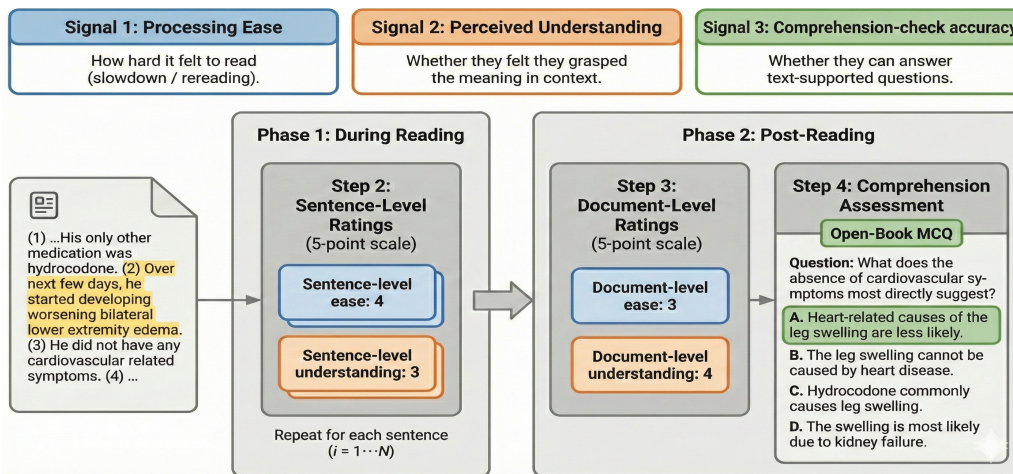 Signal 1: Processing Ease
How hard it felt to read
(slowdown / rereading).
Signal 2: Perceived Understanding
Whether they felt they grasped
the meaning in context.
Signal 3: Comprehension-check accuracy
Whether they can answer
text-supported questions.
(1) ...His only other
medication was
hydrocodone. (2) Over
next few days, he
started developing
worsening bilateral
lower extremity edema.
(3) He did not have any
cardiovascular related
symptoms. (4) ...
Phase 1: During Reading
Step 2:
Sentence-Level
Ratings
(5-point scale)
Sentence-level
ease: 4
Sentence-level
understanding: 3
Repeat for each sentence
(i = 1⋯N)
Phase 2: Post-Reading
Step 3:
Document-Level
Ratings
(5-point scale)
Document-level
ease: 3
Document-level
understanding: 4
Step 4: Comprehension
Assessment
Open-Book MCQ
Question: What does the
absence of cardiovascular sy-
mptoms most directly suggest?
A. Heart-related causes of the
leg swelling are less likely.
B. The leg swelling cannot be
caused by heart disease.
C. Hydrocodone commonly
causes leg swelling.
D. The swelling is most likely
due to kidney failure.